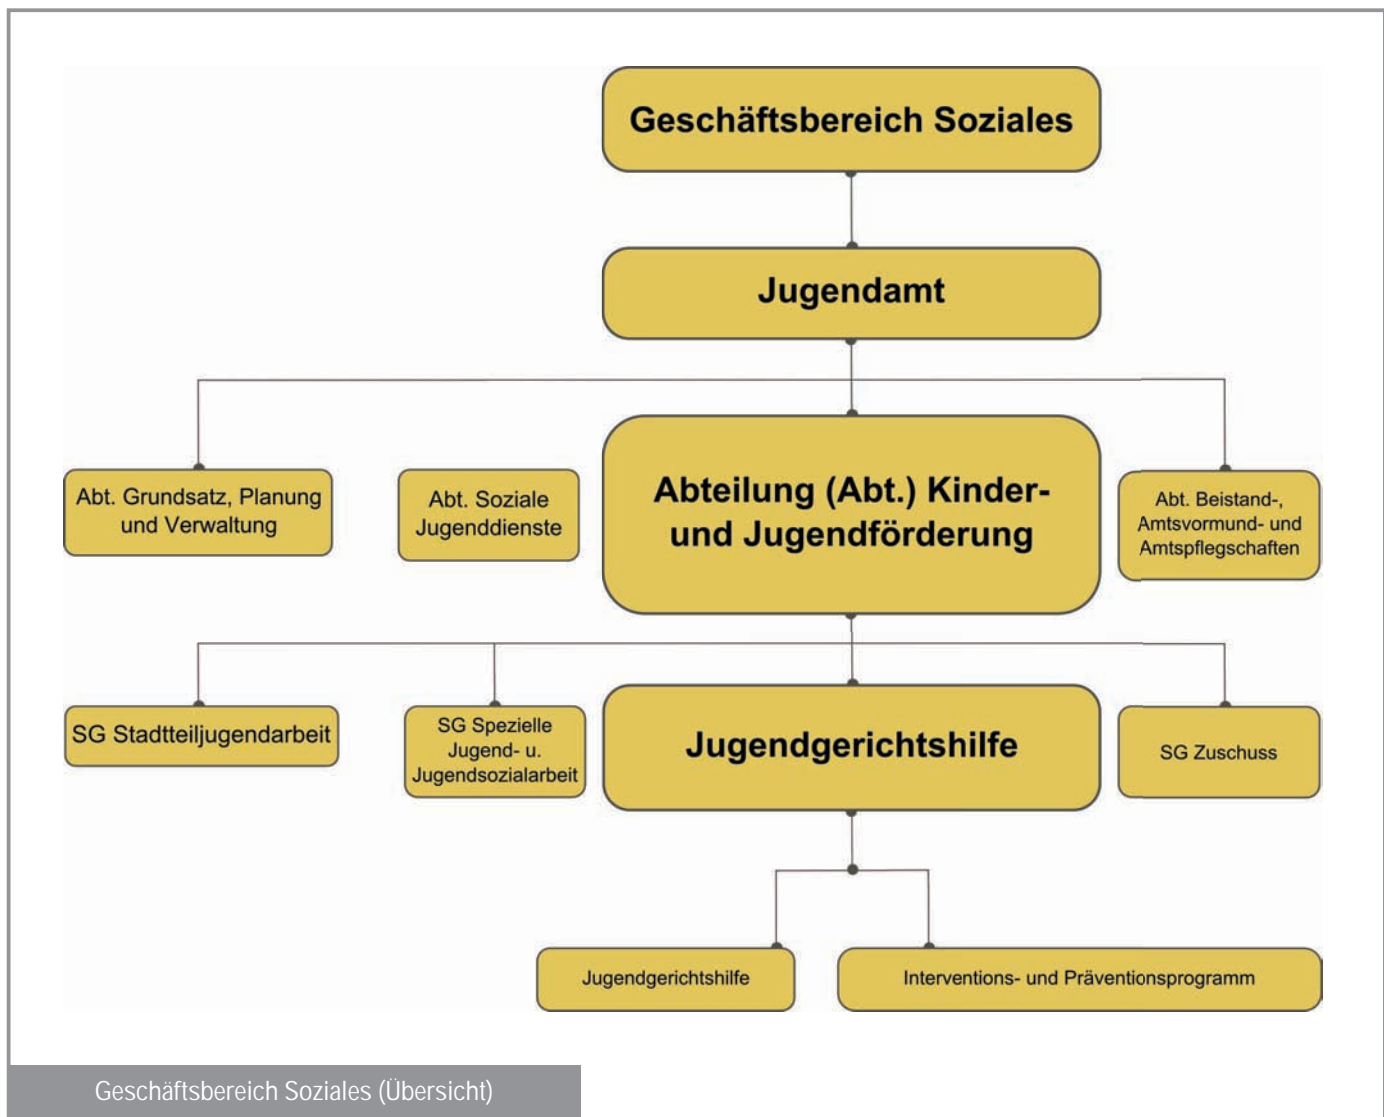 Geschäftsbereich Soziales
Jugendamt
Abt. Grundsatz, Planung
und Verwaltung
Abt. Soziale
Jugenddienste
Abteilung (Abt.) Kinder-
und Jugendförderung
Abt. Beistand-,
Amtsvormund- und
Amtspflegschaften
SG Stadtteiljugendarbeit
SG Spezielle
Jugend- u.
Jugendsozialarbeit
Jugendgerichtshilfe
SG Zuschuss
Jugendgerichtshilfe
Interventions- und Präventionsprogramm
Geschäftsbereich Soziales (Übersicht)